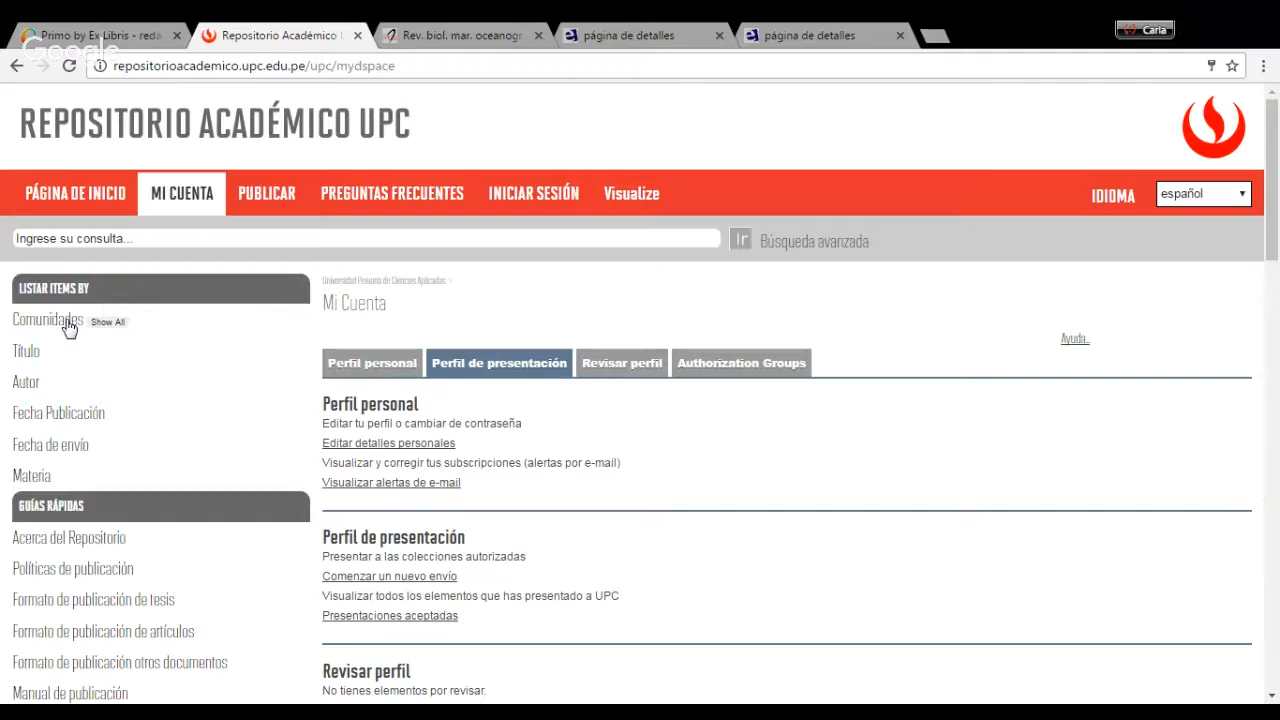 Primo by Ex Libris - reda
Repositorio Académico
Rev. biol. mar. oceanogr
página de detalles
página de detalles
Carla
Google
repositorioacademico.upc.edu.pe/upc/mydspace
REPOSITORIO ACADÉMICO UPC
PÁGINA DE INICIO
MI CUENTA
PUBLICAR
PREGUNTAS FRECUENTES
INICIAR SESIÓN
Visualize
IDIOMA
español
Ingrese su consulta...
Ir
Búsqueda avanzada
LISTAR ITEMS BY
Comunidades
Show All
Título
Autor
Fecha Publicación
Fecha de envío
Materia
GUÍAS RÁPIDAS
Acerca del Repositorio
Políticas de publicación
Formato de publicación de tesis
Formato de publicación de artículos
Formato de publicación otros documentos
Manual de publicación
Universidad Peruana de Ciencias Aplicadas >
Mi Cuenta
Ayuda..
Perfil personal
Perfil de presentación
Revisar perfil
Authorization Groups
Perfil personal
Editar tu perfil o cambiar de contraseña
Editar detalles personales
Visualizar y corregir tus subscripciones (alertas por e-mail)
Visualizar alertas de e-mail
Perfil de presentación
Presentar a las colecciones autorizadas
Comenzar un nuevo envío
Visualizar todos los elementos que has presentado a UPC
Presentaciones aceptadas
Revisar perfil
No tienes elementos por revisar.